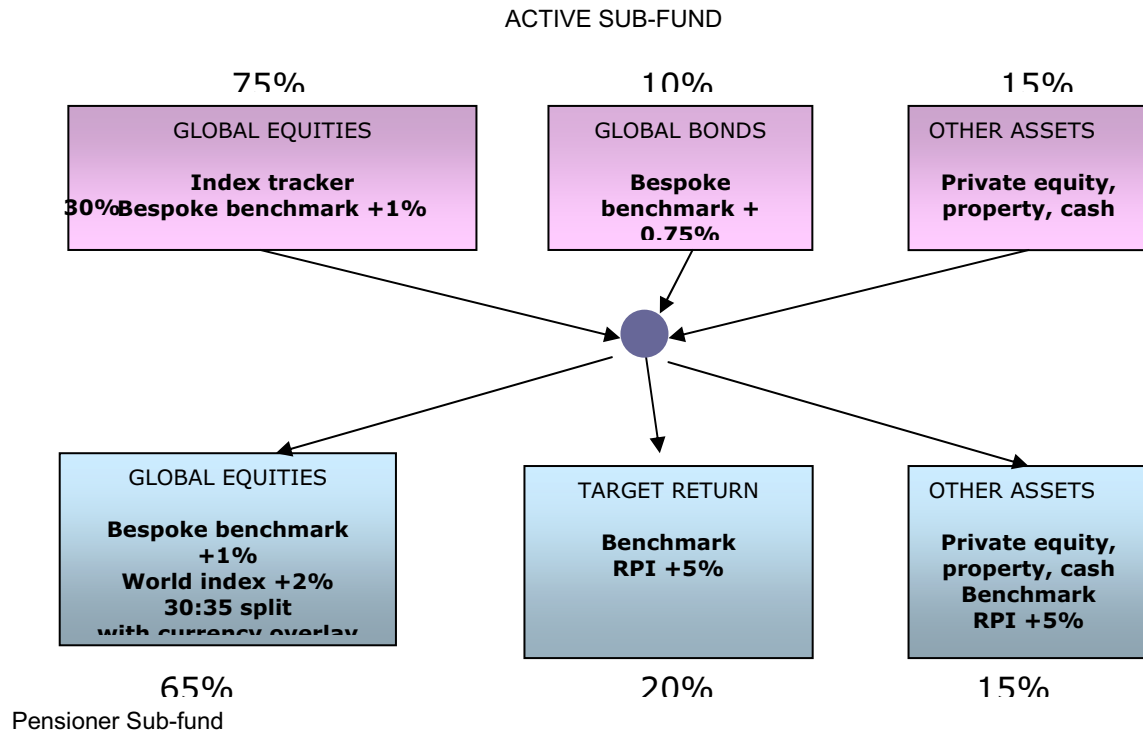 ACTIVE SUB-FUND
75%
10%
15%
GLOBAL EQUITIES
Index tracker
30%Bespoke benchmark +1%
GLOBAL BONDS
Bespoke
benchmark +
0.75%
OTHER ASSETS
Private equity,
property, cash
GLOBAL EQUITIES
Bespoke benchmark
+1%
World index +2%
30:35 split
with currency overlay
TARGET RETURN
Benchmark
RPI +5%
OTHER ASSETS
Private equity,
property, cash
Benchmark
RPI +5%
65%
20%
15%
Pensioner Sub-fund